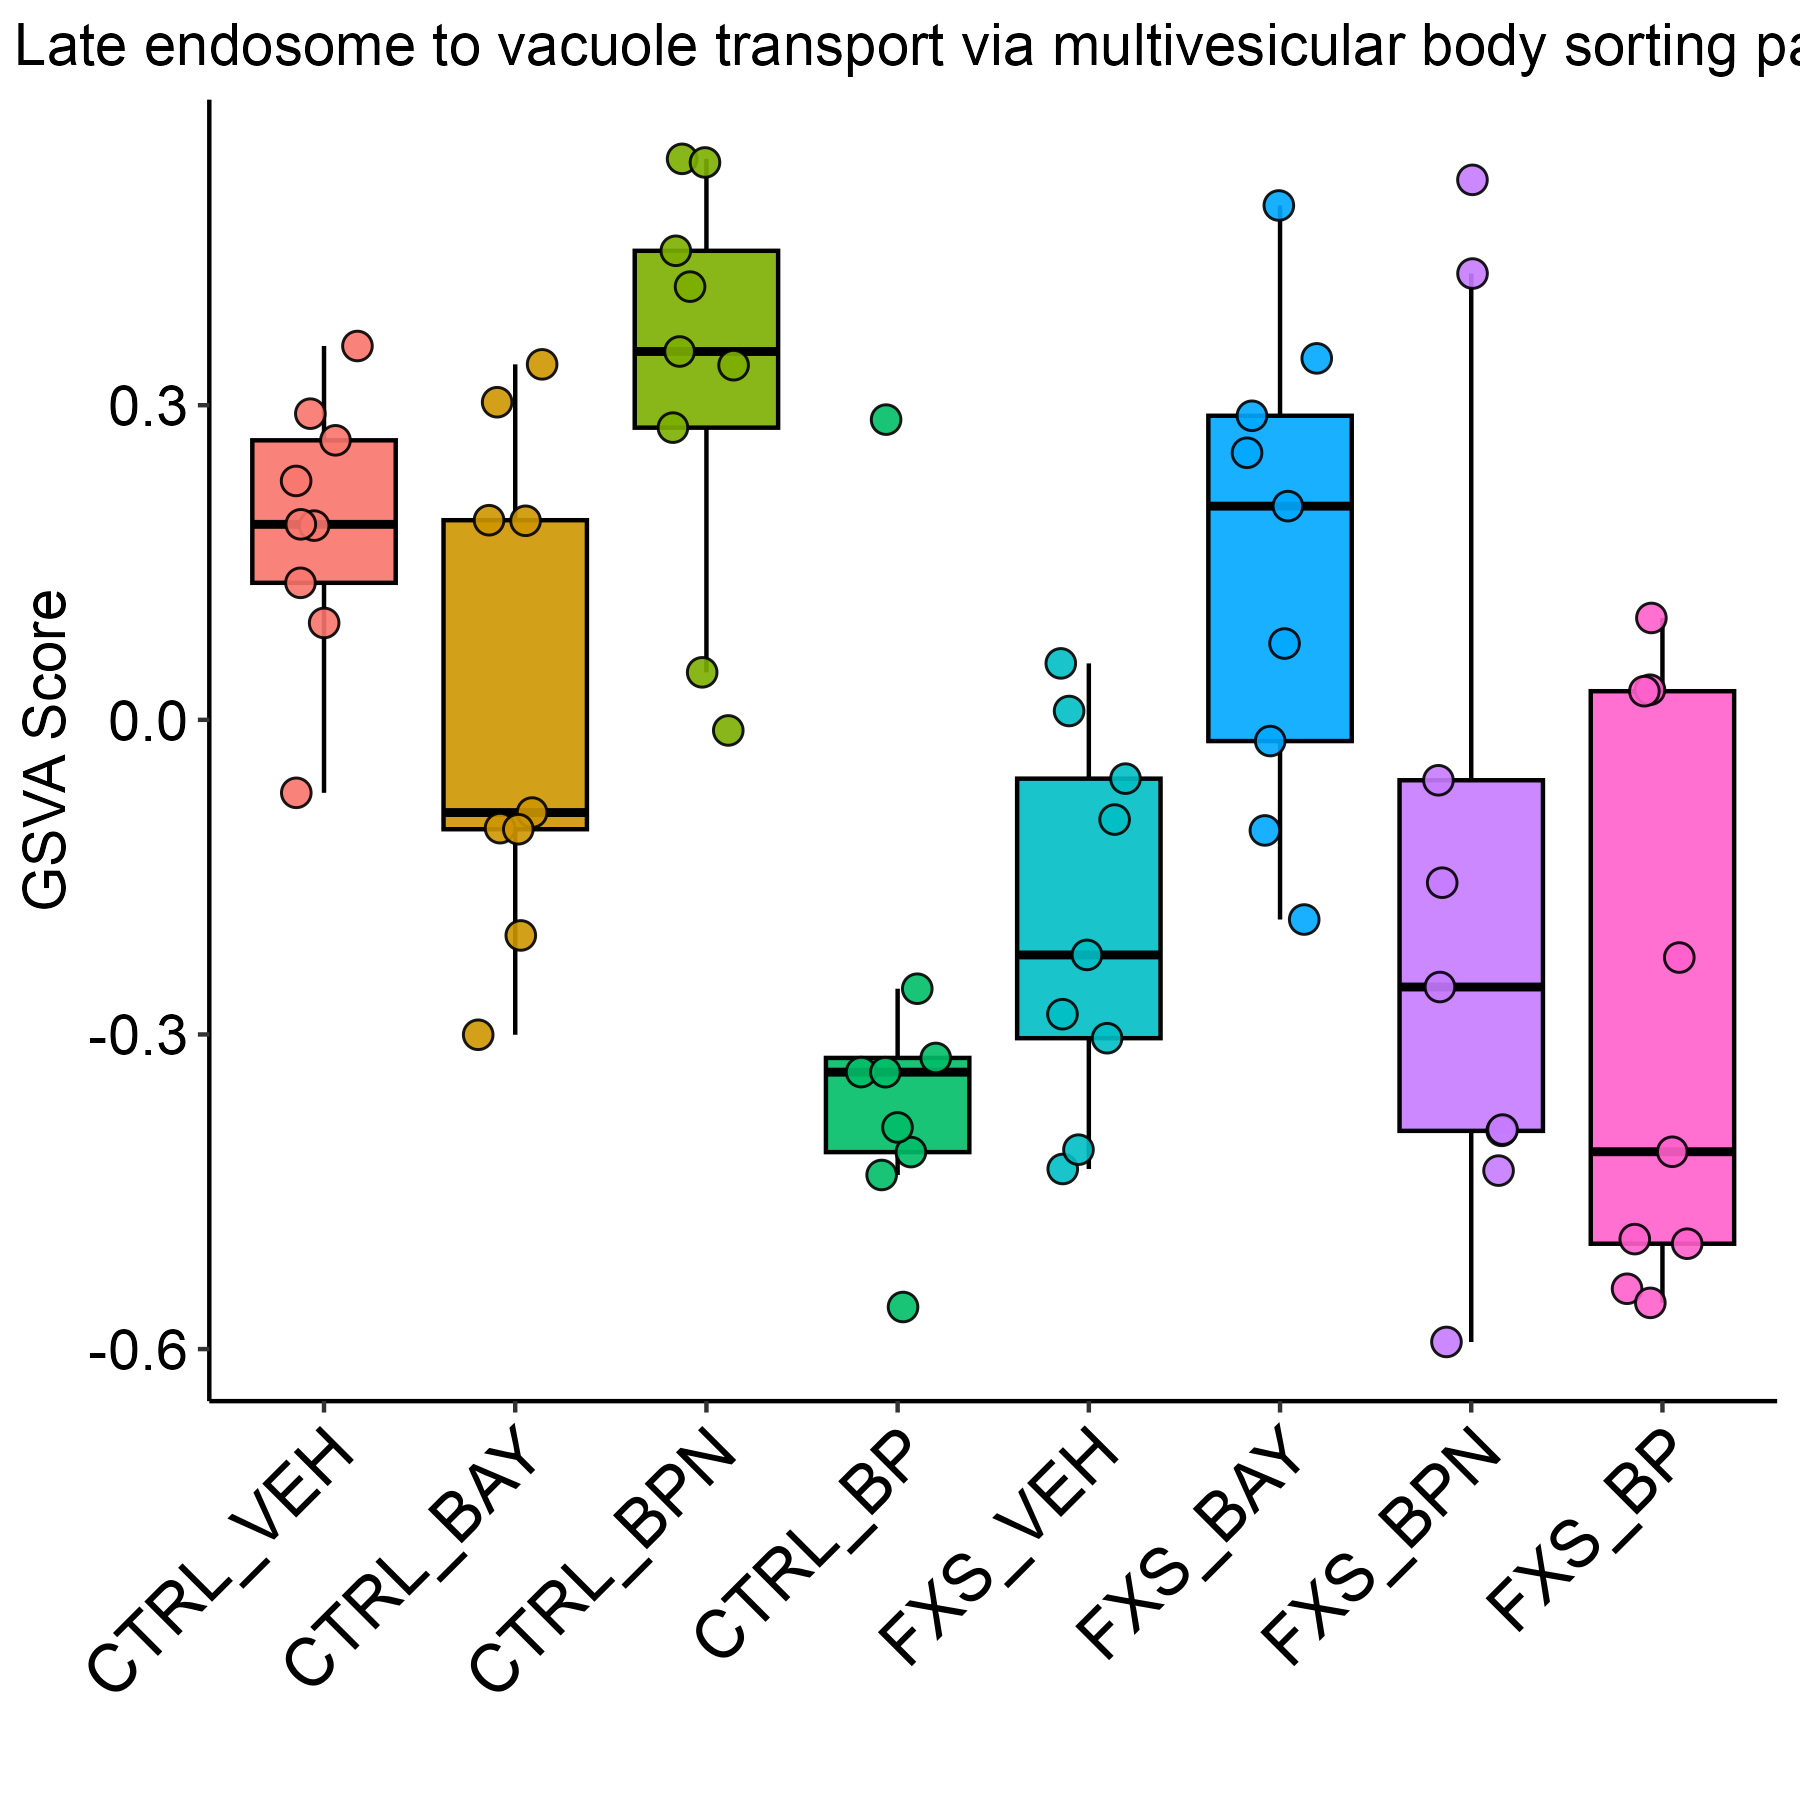 Late endosome to vacuole transport via multivesicular body sorting pa
GSVA Score
0.3
0.0
-0.3
-0.6
CTRL_VEH
CTRL_BAY
CTRL_BPN
CTRL_BP
FXS_VEH
FXS_BAY
FXS_BPN
FXS_BP